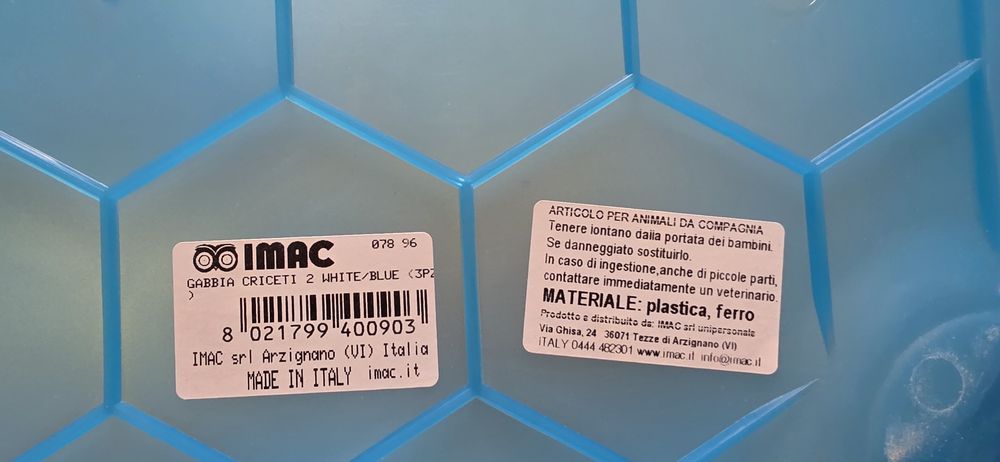 IMAC
078 96
GABBIA CRICETI 2 WHITE/BLUE (3PZ
)
8 021799 400903
IMAC srl Arzignano (VI) Italia
MADE IN ITALY imac.it
ARTICOLO PER ANIMALI DA COMPAGNIA
Tenere lontano dalla portata dei bambini.
Se danneggiato sostituirlo.
In caso di ingestione,anche di piccole parti,
contattare immediatamente un veterinario.
MATERIALE: plastica, ferro
Prodotto e distribuito da: IMAC srl unipersonale
Via Ghisa, 24 36071 Tezze di Arzignano (VI)
ITALY 0444 482301 www.imac.it info@imac.it